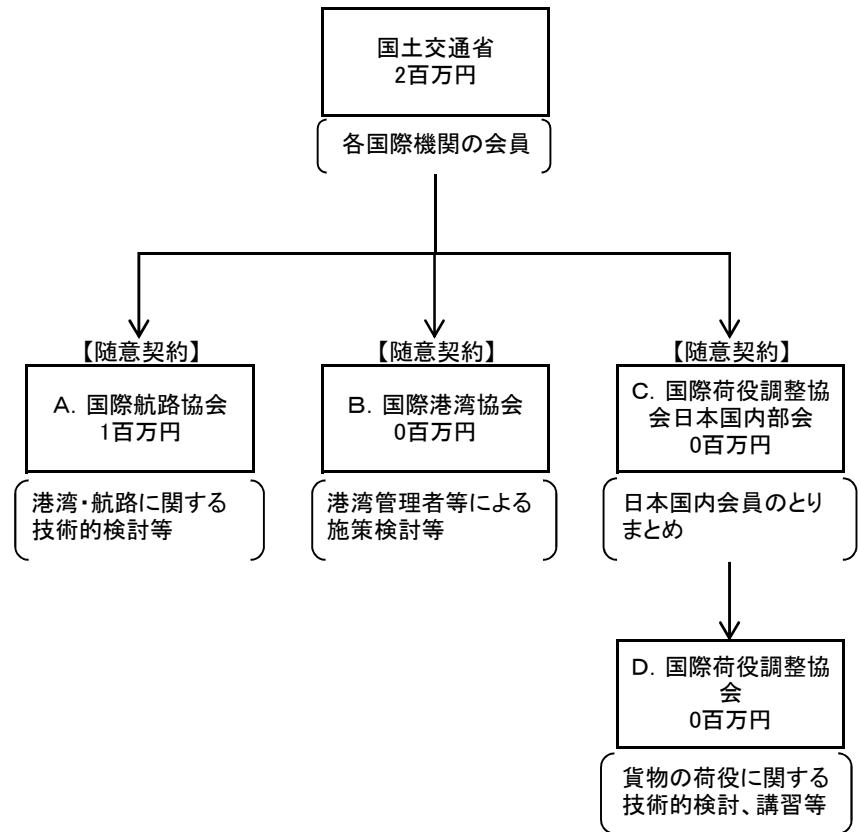 国土交通省
2百万円
各国際機関の会員
【随意契約】
A．国際航路協会
1百万円
港湾・航路に関する
技術的検討等
【随意契約】
B．国際港湾協会
0百万円
港湾管理者等による
施策検討等
【随意契約】
C．国際荷役調整協
会日本国内部会
0百万円
日本国内会員のとり
まとめ
D．国際荷役調整協
会
0百万円
貨物の荷役に関する
技術的検討、講習等